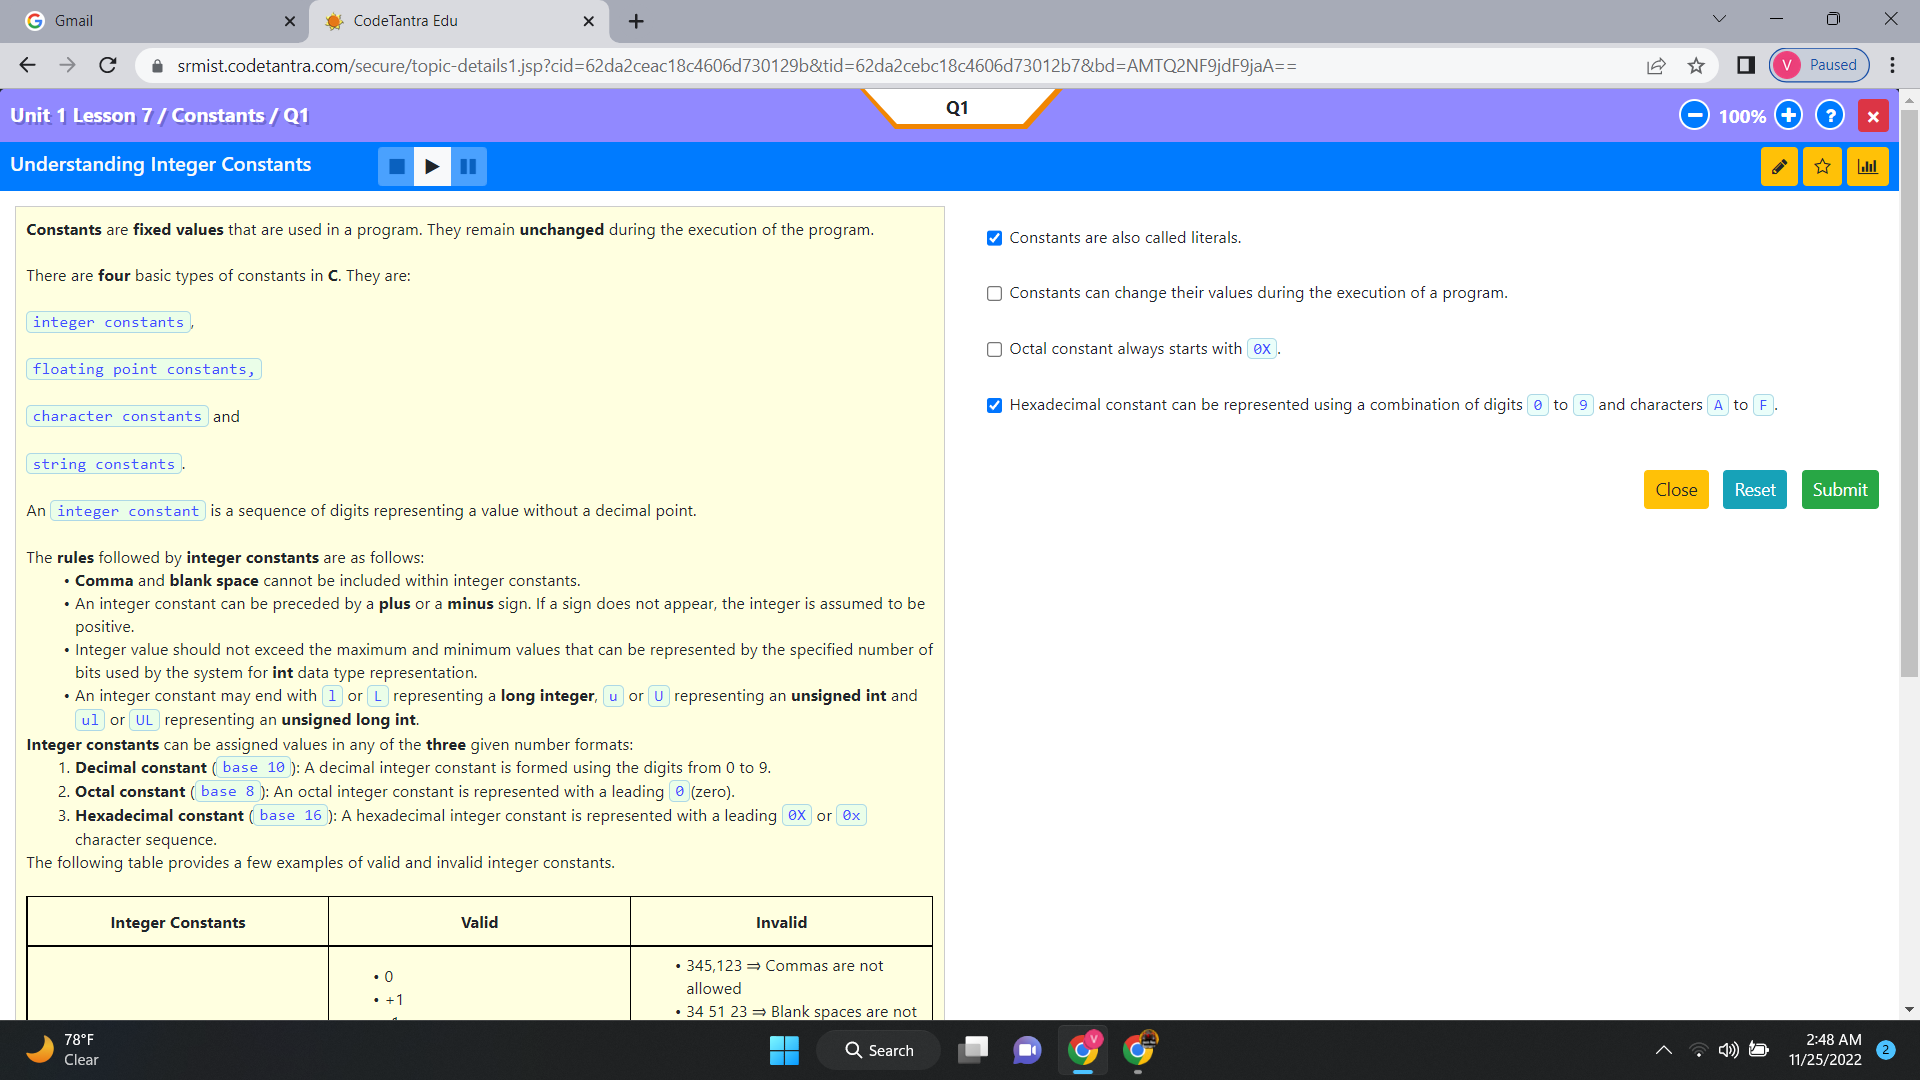 Gmail
CodeTantra Edu
srmist.codetantra.com/secure/topic-details1.jsp?cid=62da2ceac18c4606d730129b&tid=62da2cebc18c4606d73012b7&bd=AMTQ2NF9jdF9jaA==
V Paused
Unit 1 Lesson 7 / Constants / Q1
Q1
100%
?
Understanding Integer Constants
Constants are fixed values that are used in a program. They remain unchanged during the execution of the program.
There are four basic types of constants in C. They are:
integer constants,
floating point constants,
character constants and
string constants.
An integer constant is a sequence of digits representing a value without a decimal point.
The rules followed by integer constants are as follows:
• Comma and blank space cannot be included within integer constants.
• An integer constant can be preceded by a plus or a minus sign. If a sign does not appear, the integer is assumed to be
positive.
• Integer value should not exceed the maximum and minimum values that can be represented by the specified number of
bits used by the system for int data type representation.
• An integer constant may end with l or L representing a long integer, u or U representing an unsigned int and
ul or UL representing an unsigned long int.
Integer constants can be assigned values in any of the three given number formats:
1. Decimal constant (base 10): A decimal integer constant is formed using the digits from 0 to 9.
2. Octal constant (base 8): An octal integer constant is represented with a leading 0 (zero).
3. Hexadecimal constant (base 16): A hexadecimal integer constant is represented with a leading 0X or 0x
character sequence.
The following table provides a few examples of valid and invalid integer constants.
Integer Constants Valid Invalid
• 0
• +1
• 345,123 ⇒ Commas are not
allowed
• 34 51 23 ⇒ Blank spaces are not
Constants are also called literals.
Constants can change their values during the execution of a program.
Octal constant always starts with 0X.
Hexadecimal constant can be represented using a combination of digits 0 to 9 and characters A to F.
Close Reset Submit
78°F
Clear
Search
V
2:48 AM
11/25/2022
2